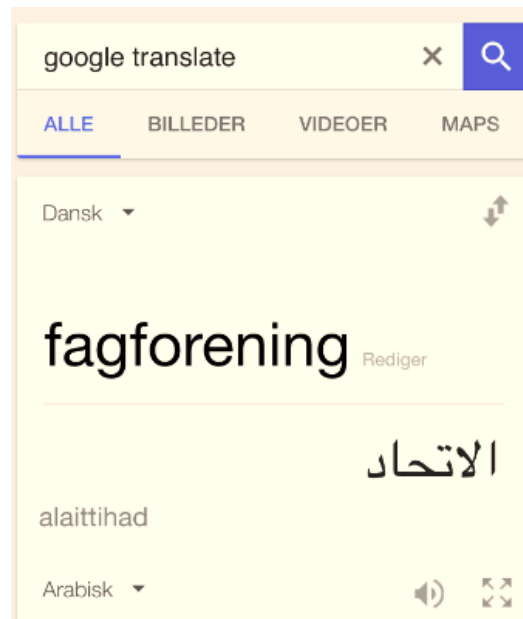 google translate
ALLE BILLEDER VIDEOER MAPS
Dansk
fagforening Rediger
الاتحاد
alaittihad
Arabisk